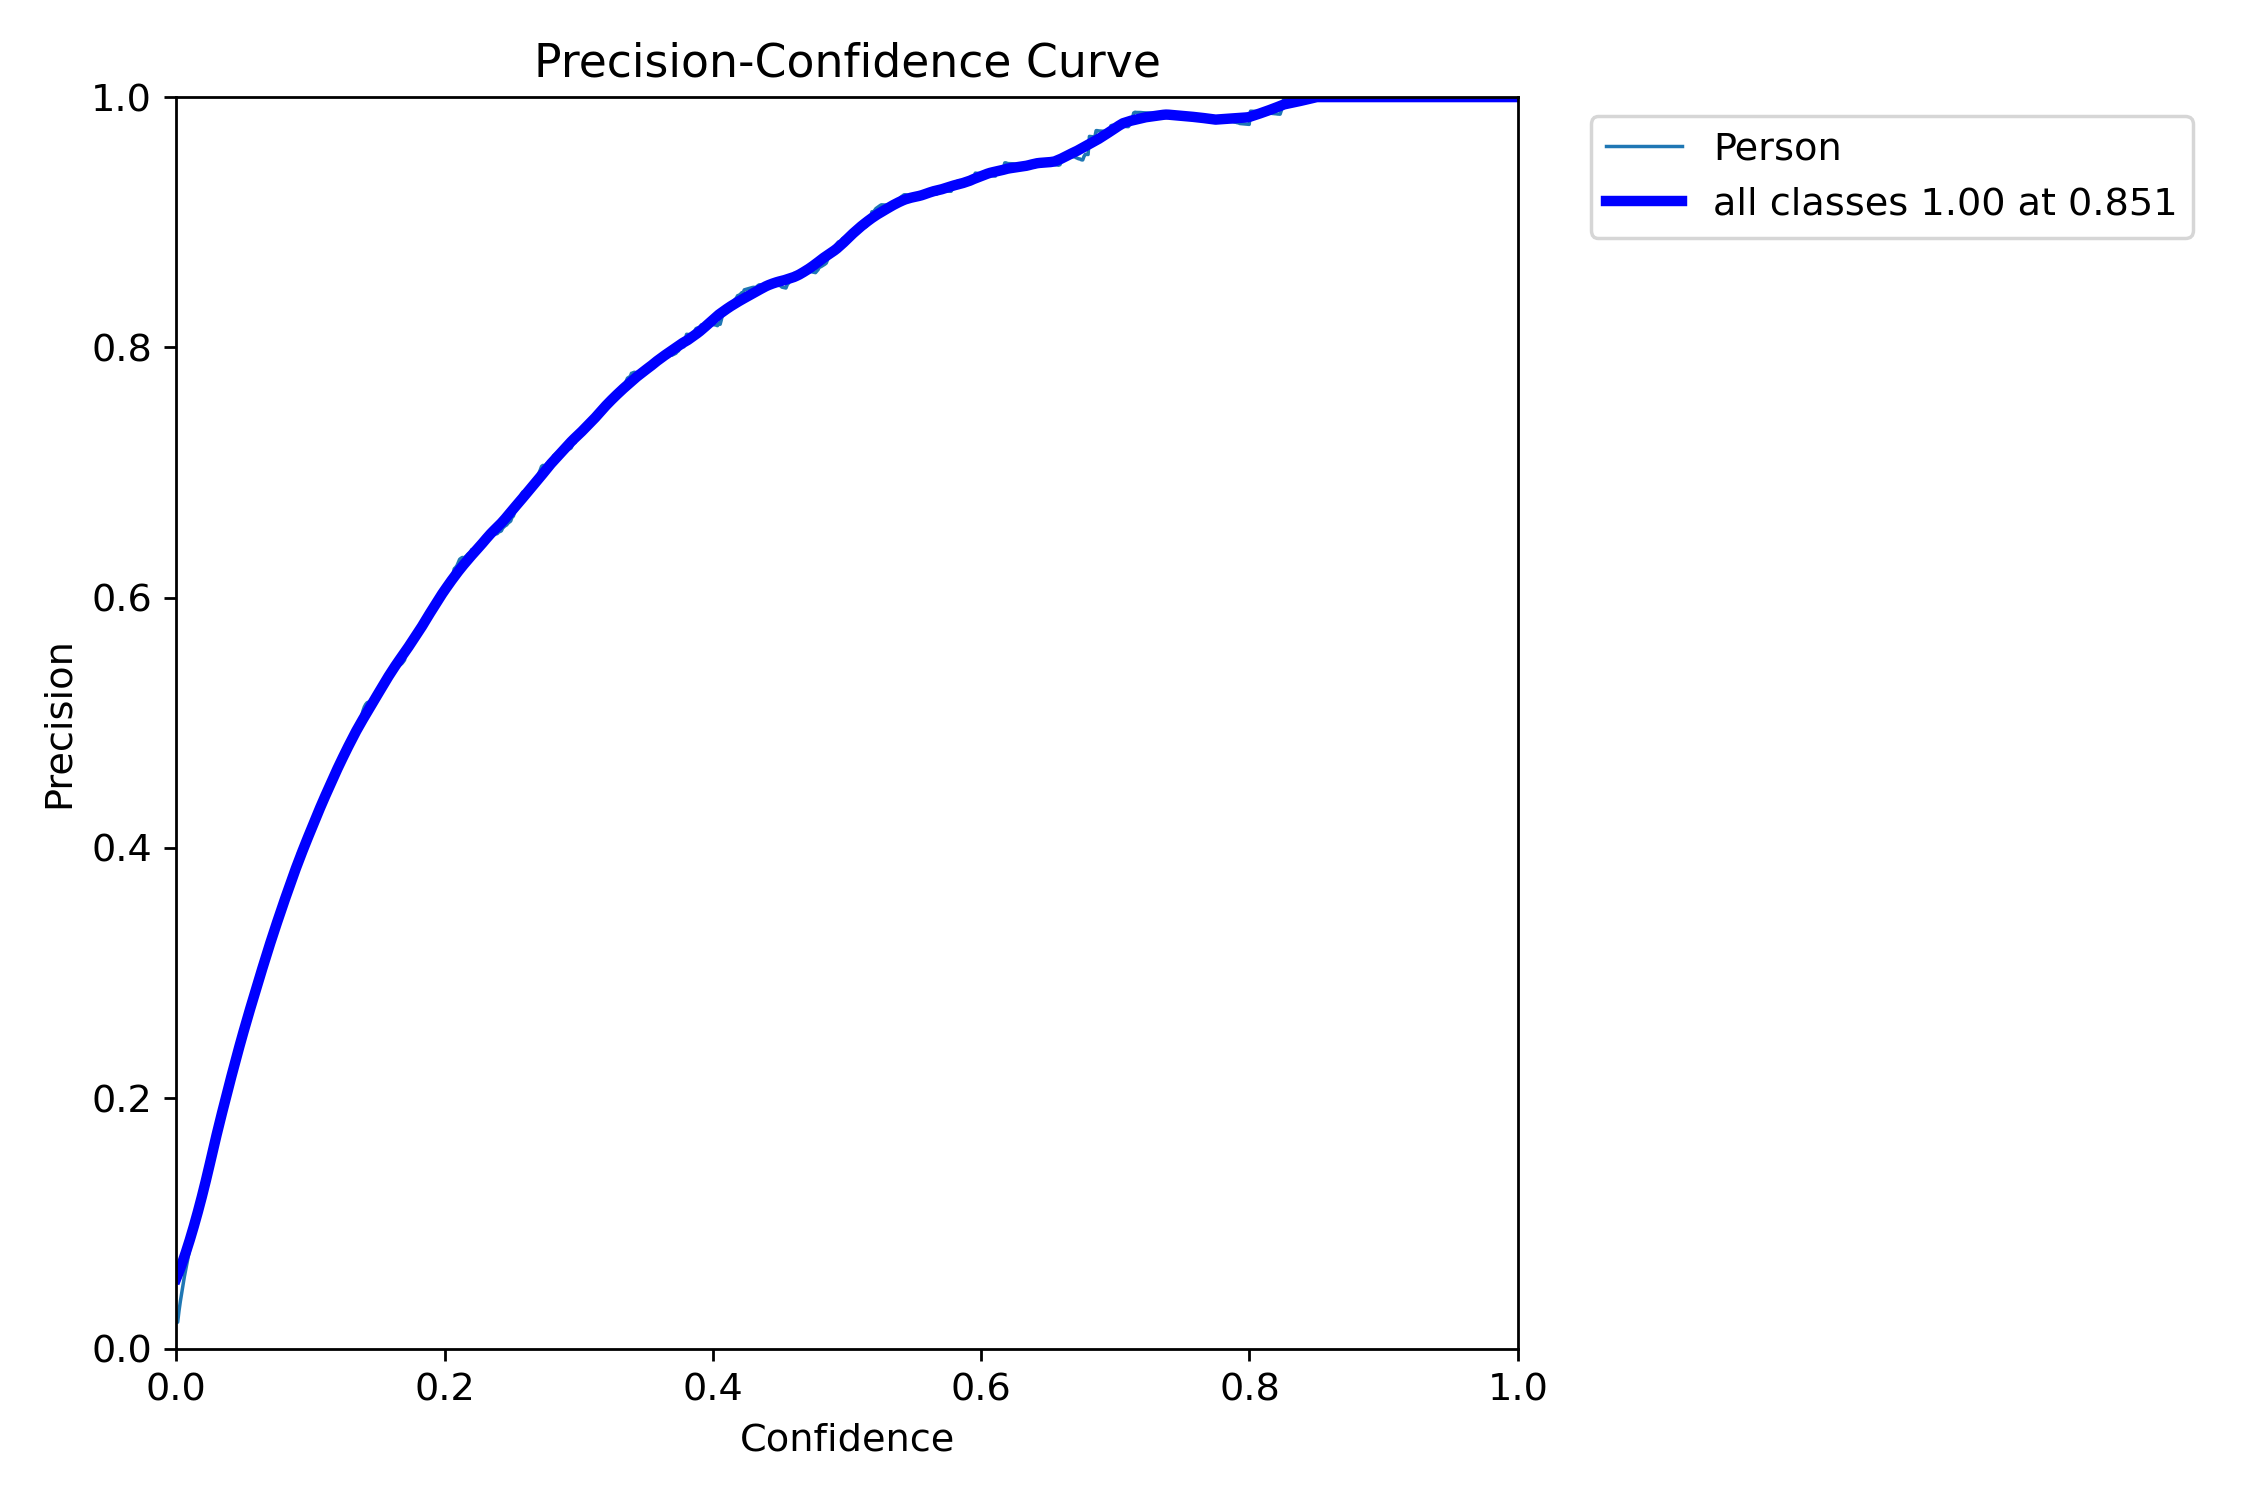 Precision-Confidence Curve
1.0
0.8
0.6
0.4
0.2
0.0
Precision
0.0 0.2 0.4 0.6 0.8 1.0
Confidence
Person
all classes 1.00 at 0.851